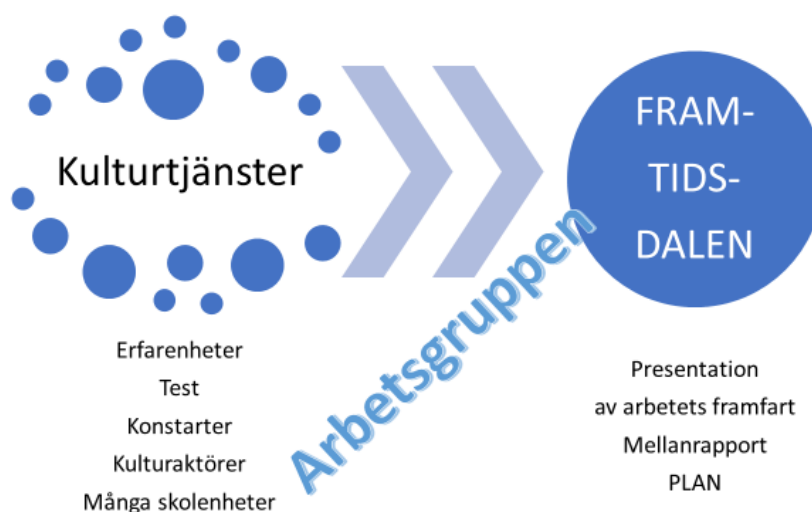 Kulturtjänster
FRAM-
TIDS-
DALEN
Arbetsgruppen
Erfarenheter
Test
Konstarter
Kulturaktörer
Många skolenheter
Presentation
av arbetets framfart
Mellanrapport
PLAN